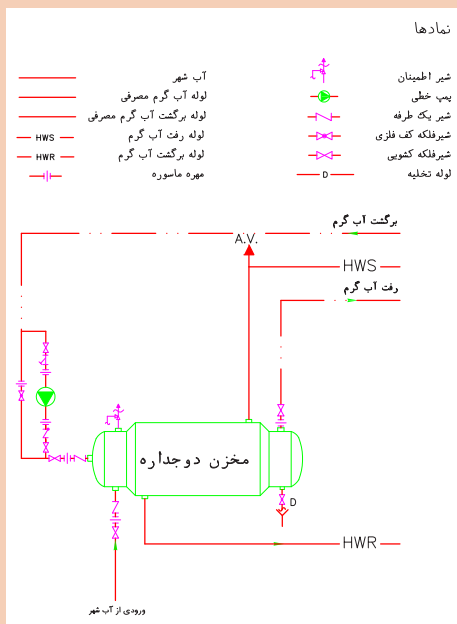 نمادها
شیر اطمینان
پمپ خطی
شیر یک طرفه
شیرفلکه کف فلزی
شیرفلکه کشویی
لوله تخلیه D
آب شهر
لوله آب گرم مصرفی
لوله برگشت آب گرم مصرفی
لوله رفت آب گرم HWS
لوله برگشت آب گرم HWR
مهره ماسوره
برگشت آب گرم
A.V.
HWS
رفت آب گرم
مخزن دوجداره
D
HWR
ورودی از آب شهر